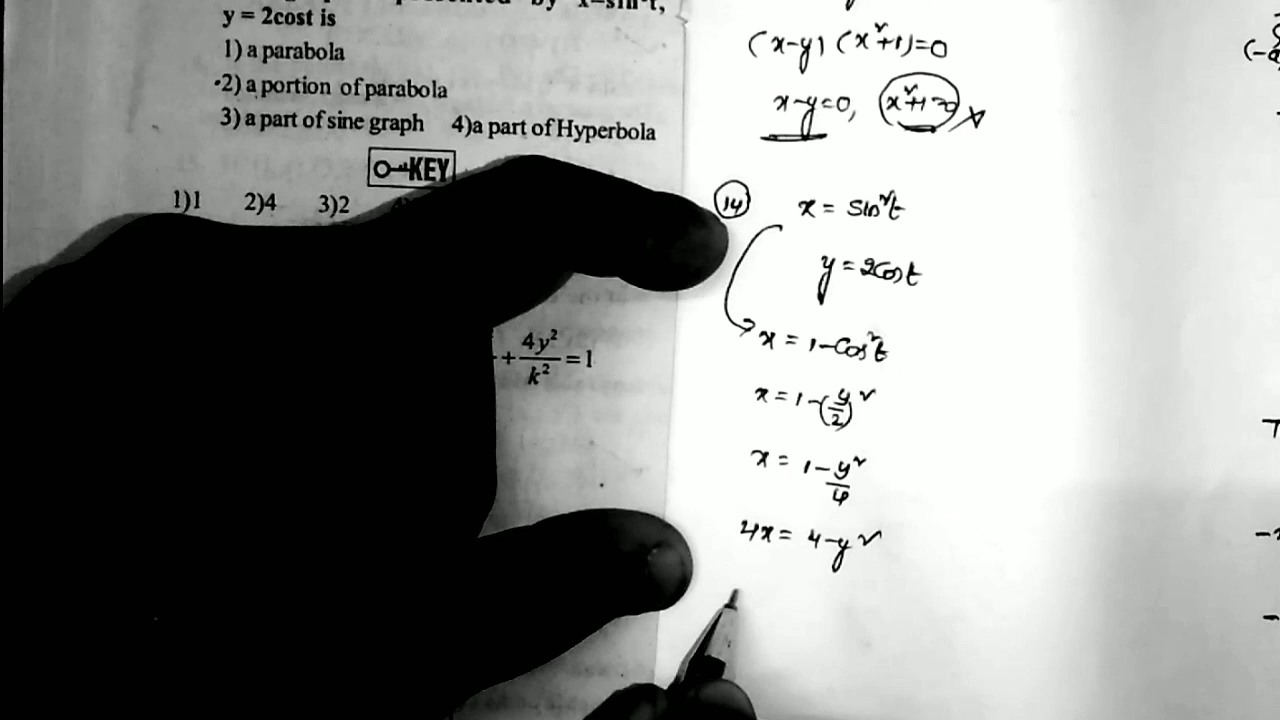 y = 2cost is
1) a parabola
2) a portion of parabola
3) a part of sine graph 4)a part of Hyperbola
KEY
1)1 2)4 3)2
+ 4y²/k² = 1
(x-y) (x²+1)=0
x-y=0, x²+1=0
14 x = sin²t
y = 2cost
x = 1-cos²t
x = 1-(y/2)²
x = 1-y²/4
4x = 4-y²